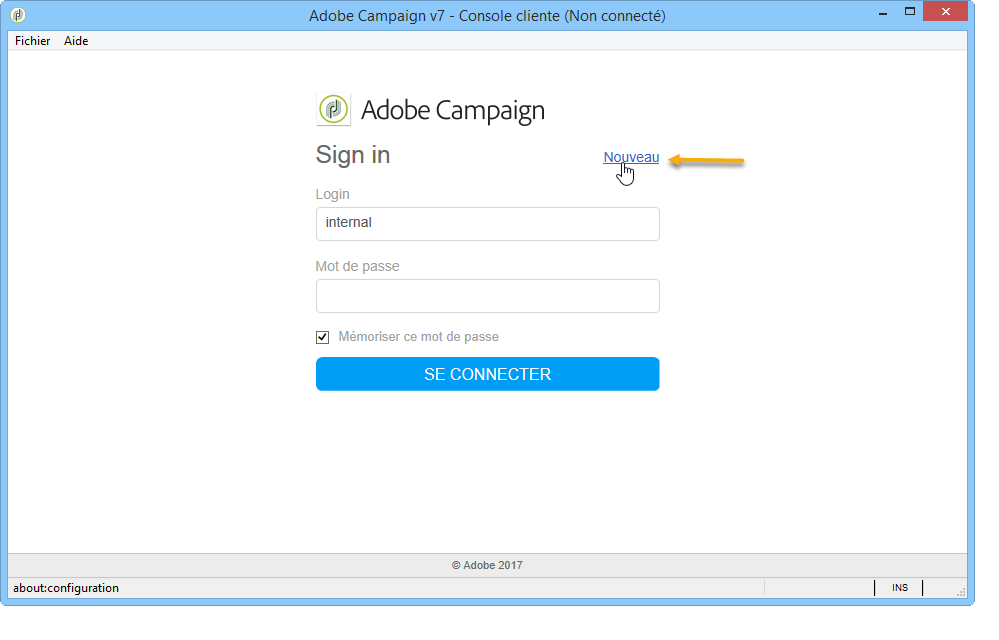 Adobe Campaign v7 - Console cliente (Non connecté)
Fichier Aide
Adobe Campaign
Sign in Nouveau
Login
internal
Mot de passe
Mémoriser ce mot de passe
SE CONNECTER
© Adobe 2017
about:configuration INS